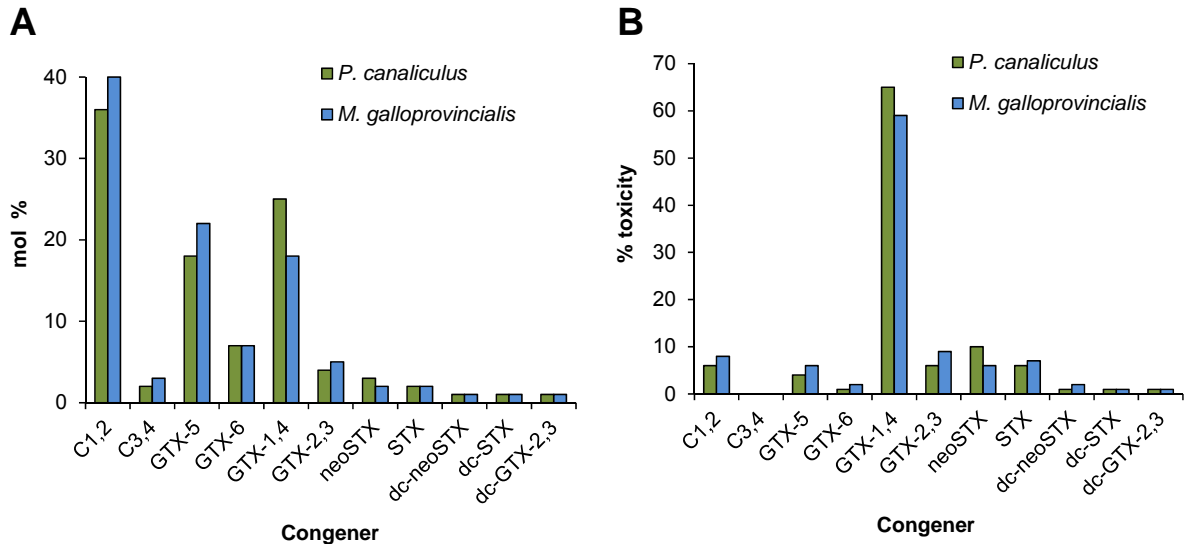 A
P. canaliculus
M. galloprovincialis
40
30
20
10
0
mol %
C1,2
C3,4
GTX-5
GTX-6
GTX-1,4
GTX-2,3
neoSTX
STX
dc-neoSTX
dc-STX
dc-GTX-2,3
Congener
B
P. canaliculus
M. galloprovincialis
70
60
50
40
30
20
10
0
% toxicity
C1,2
C3,4
GTX-5
GTX-6
GTX-1,4
GTX-2,3
neoSTX
STX
dc-neoSTX
dc-STX
dc-GTX-2,3
Congener